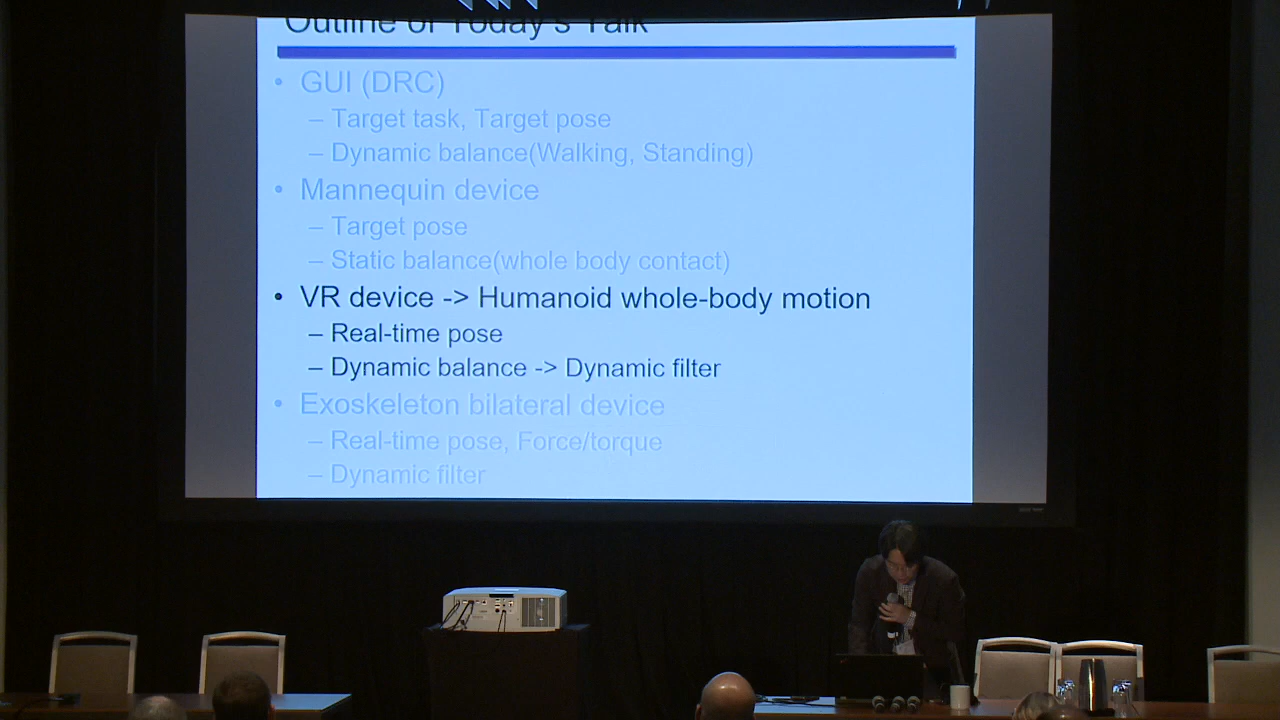 Outline of Today's Talk
• GUI (DRC)
– Target task, Target pose
– Dynamic balance(Walking, Standing)
• Mannequin device
– Target pose
– Static balance(whole body contact)
• VR device -> Humanoid whole-body motion
– Real-time pose
– Dynamic balance -> Dynamic filter
• Exoskeleton bilateral device
– Real-time pose, Force/torque
– Dynamic filter